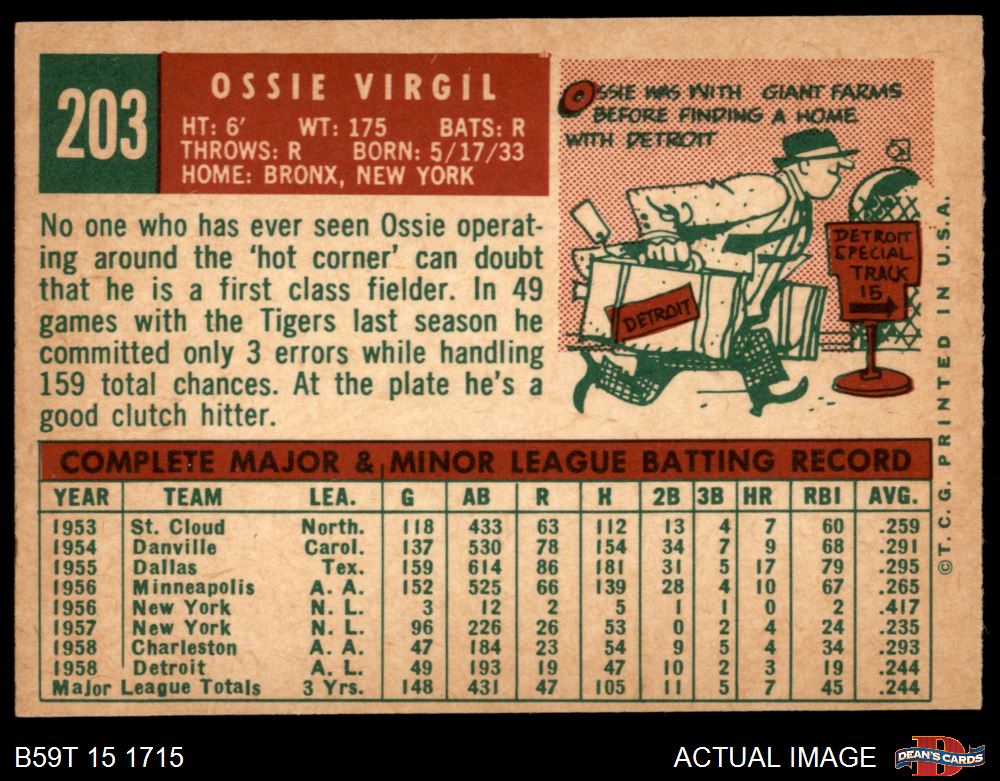 203
OSSIE VIRGIL
HT: 6' WT: 175 BATS: R
THROWS: R BORN: 5/17/33
HOME: BRONX, NEW YORK
OSSIE WAS WITH GIANT FARMS
BEFORE FINDING A HOME
WITH DETROIT
DETROIT
SPECIAL
TRACK
15
DETROIT
No one who has ever seen Ossie operat-
ing around the 'hot corner' can doubt
that he is a first class fielder. In 49
games with the Tigers last season he
committed only 3 errors while handling
159 total chances. At the plate he's a
good clutch hitter.
COMPLETE MAJOR & MINOR LEAGUE BATTING RECORD
YEAR TEAM LEA. G AB R H 2B 3B HR RBI AVG.
1953 St. Cloud North. 118 433 63 112 13 4 7 60 .259
1954 Danville Carol. 137 530 78 154 34 7 9 68 .291
1955 Dallas Tex. 159 614 86 181 31 5 17 79 .295
1956 Minneapolis A. A. 152 525 66 139 28 4 10 67 .265
1956 New York N. L. 3 12 2 5 1 1 0 2 .417
1957 New York N. L. 96 226 26 53 0 2 4 24 .235
1958 Charleston A. A. 47 184 23 54 9 5 4 34 .293
1958 Detroit A. L. 49 193 19 47 10 2 3 19 .244
Major League Totals 3 Yrs. 148 431 47 105 11 5 7 45 .244
©T. C. G. PRINTED IN U.S.A.
B59T 15 1715
ACTUAL IMAGE
D
DEAN'S CARDS